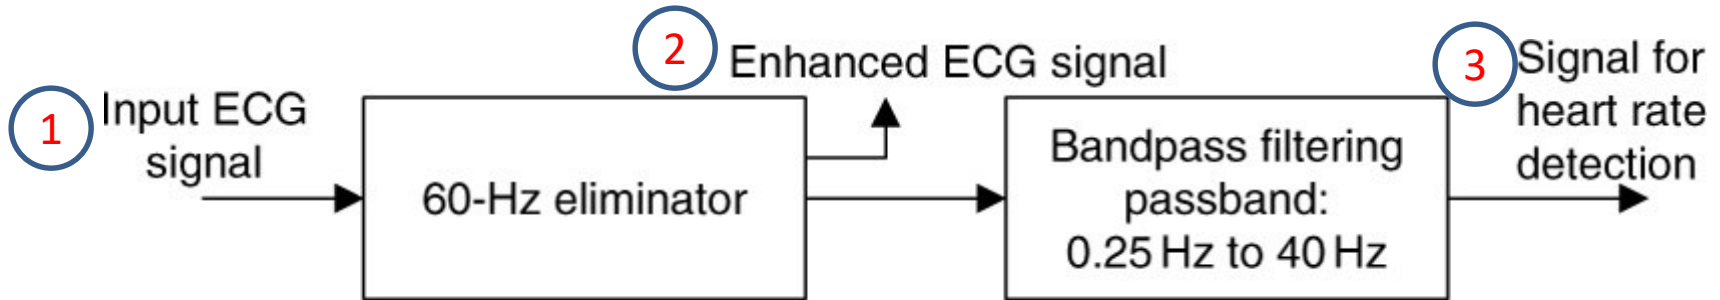 1
Input ECG
signal
60-Hz eliminator
2
Enhanced ECG signal
Bandpass filtering
passband:
0.25 Hz to 40 Hz
3
Signal for
heart rate
detection